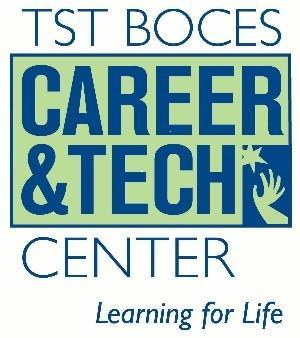 TST BOCES
CAREER
&TECH
CENTER
Learning for Life